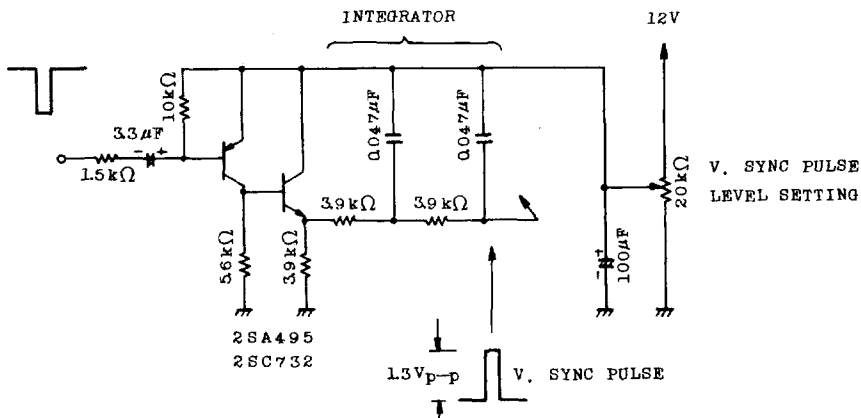 INTEGRATOR
12V
10kΩ
3.3μF
- +
1.5kΩ
0.047μF
0.047μF
3.9kΩ
3.9kΩ
20kΩ
V. SYNC PULSE
LEVEL SETTING
5.6kΩ
3.9kΩ
- +
100μF
2SA495
2SC732
1.3Vp-p
V. SYNC PULSE